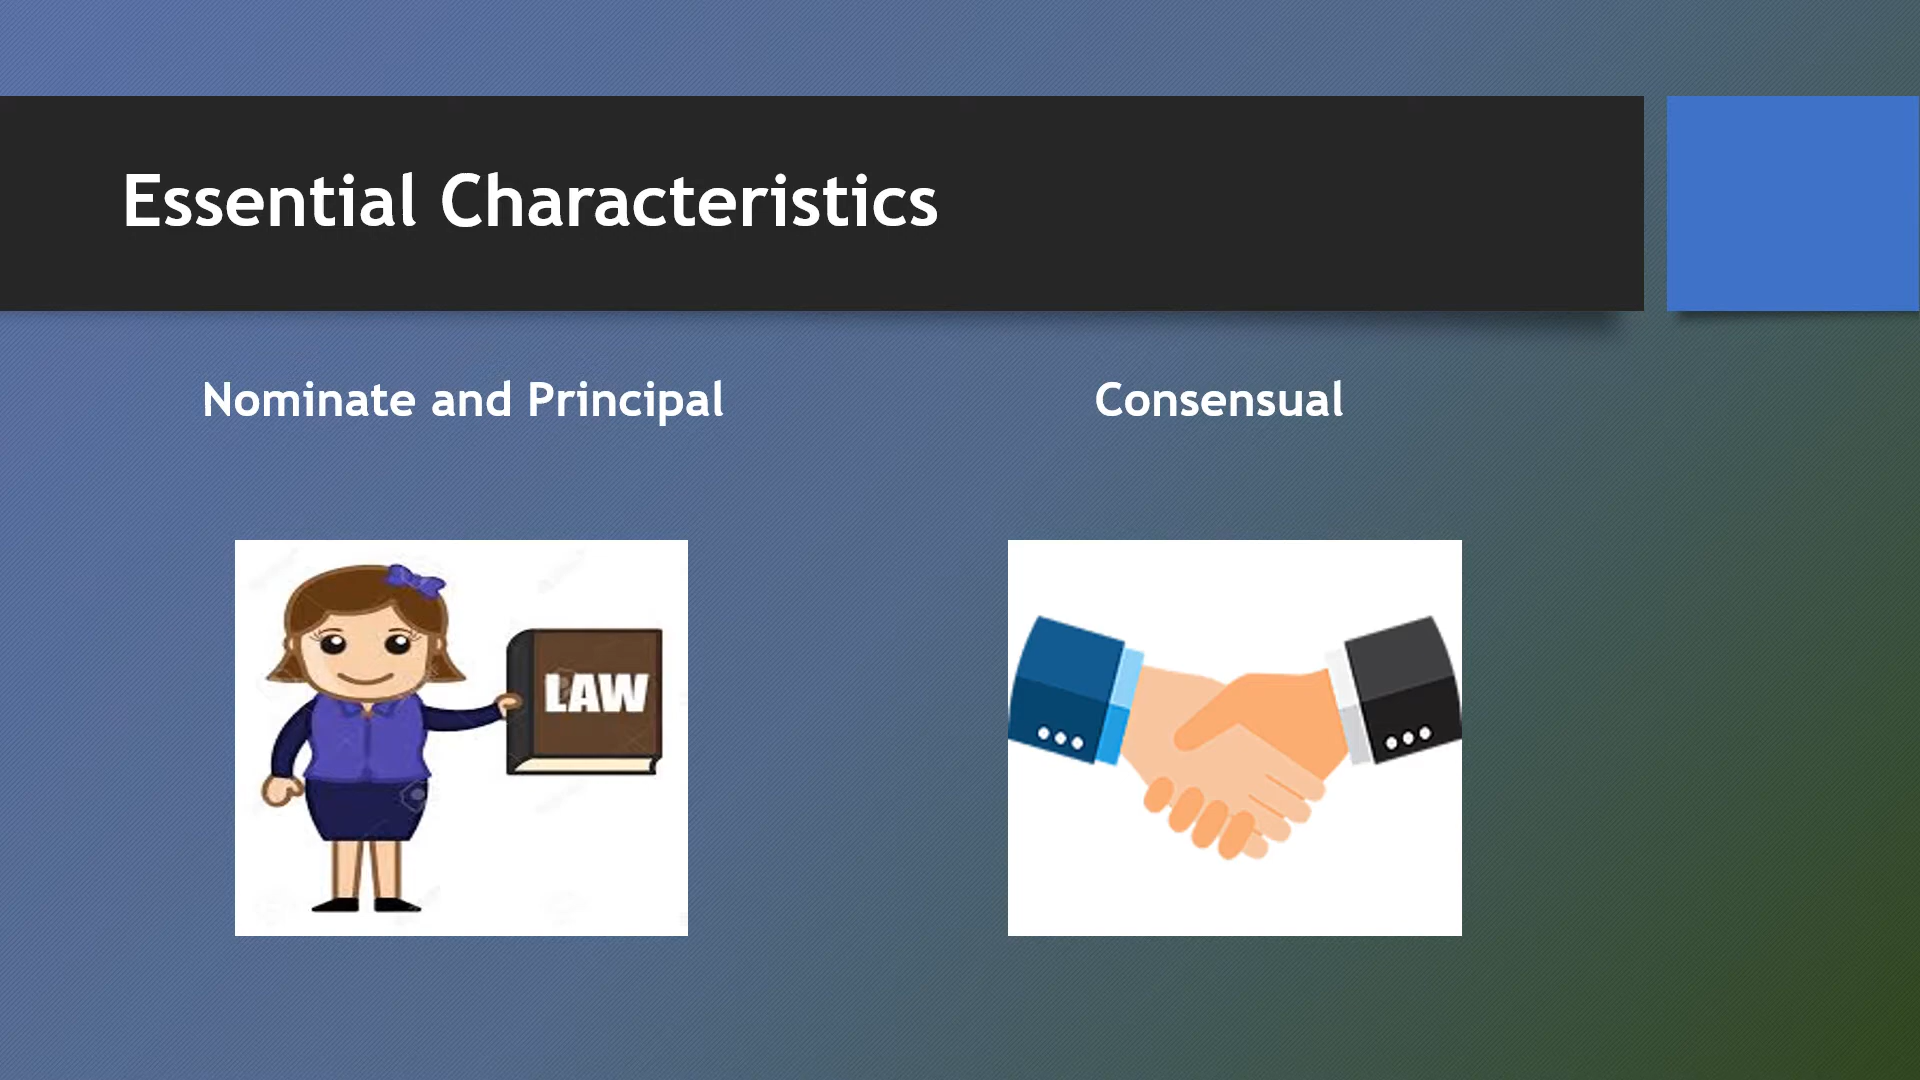 Essential Characteristics
Nominate and Principal
Consensual
LAW